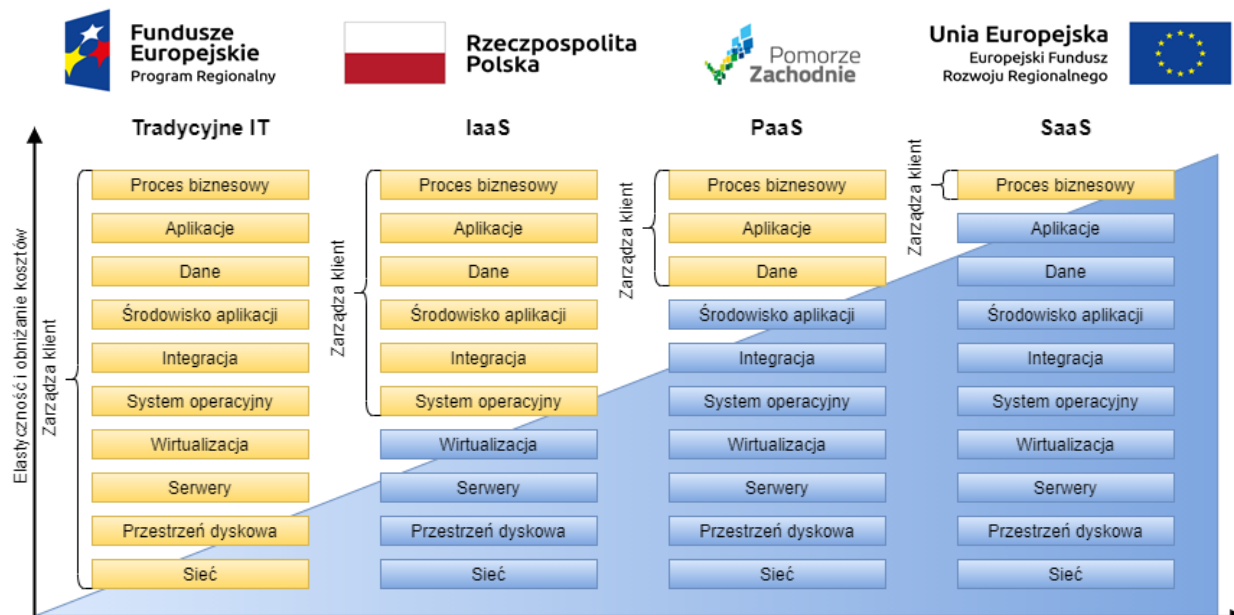 Fundusze
Europejskie
Program Regionalny
Rzeczpospolita
Polska
Pomorze
Zachodnie
Unia Europejska
Europejski Fundusz
Rozwoju Regionalnego
Elastyczność i obniżanie kosztów
Tradycyjne IT
Zarządza klient
Proces biznesowy
Aplikacje
Dane
Środowisko aplikacji
Integracja
System operacyjny
Wirtualizacja
Serwery
Przestrzeń dyskowa
Sieć
IaaS
Zarządza klient
Proces biznesowy
Aplikacje
Dane
Środowisko aplikacji
Integracja
System operacyjny
Wirtualizacja
Serwery
Przestrzeń dyskowa
Sieć
PaaS
Zarządza klient
Proces biznesowy
Aplikacje
Dane
Środowisko aplikacji
Integracja
System operacyjny
Wirtualizacja
Serwery
Przestrzeń dyskowa
Sieć
SaaS
Zarządza klient
Proces biznesowy
Aplikacje
Dane
Środowisko aplikacji
Integracja
System operacyjny
Wirtualizacja
Serwery
Przestrzeń dyskowa
Sieć